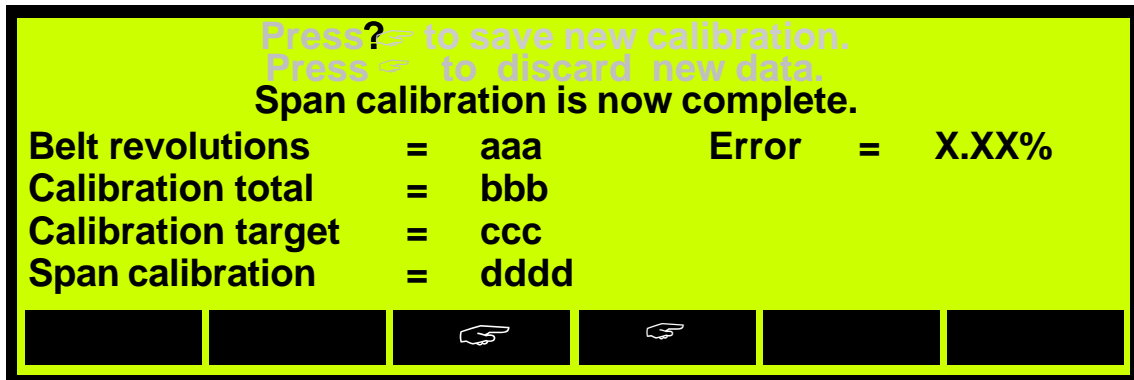 Press?☞ to save new calibration.
Press ☞ to discard new data.
Span calibration is now complete.
Belt revolutions = aaa Error = X.XX%
Calibration total = bbb
Calibration target = ccc
Span calibration = dddd
☞ ☞